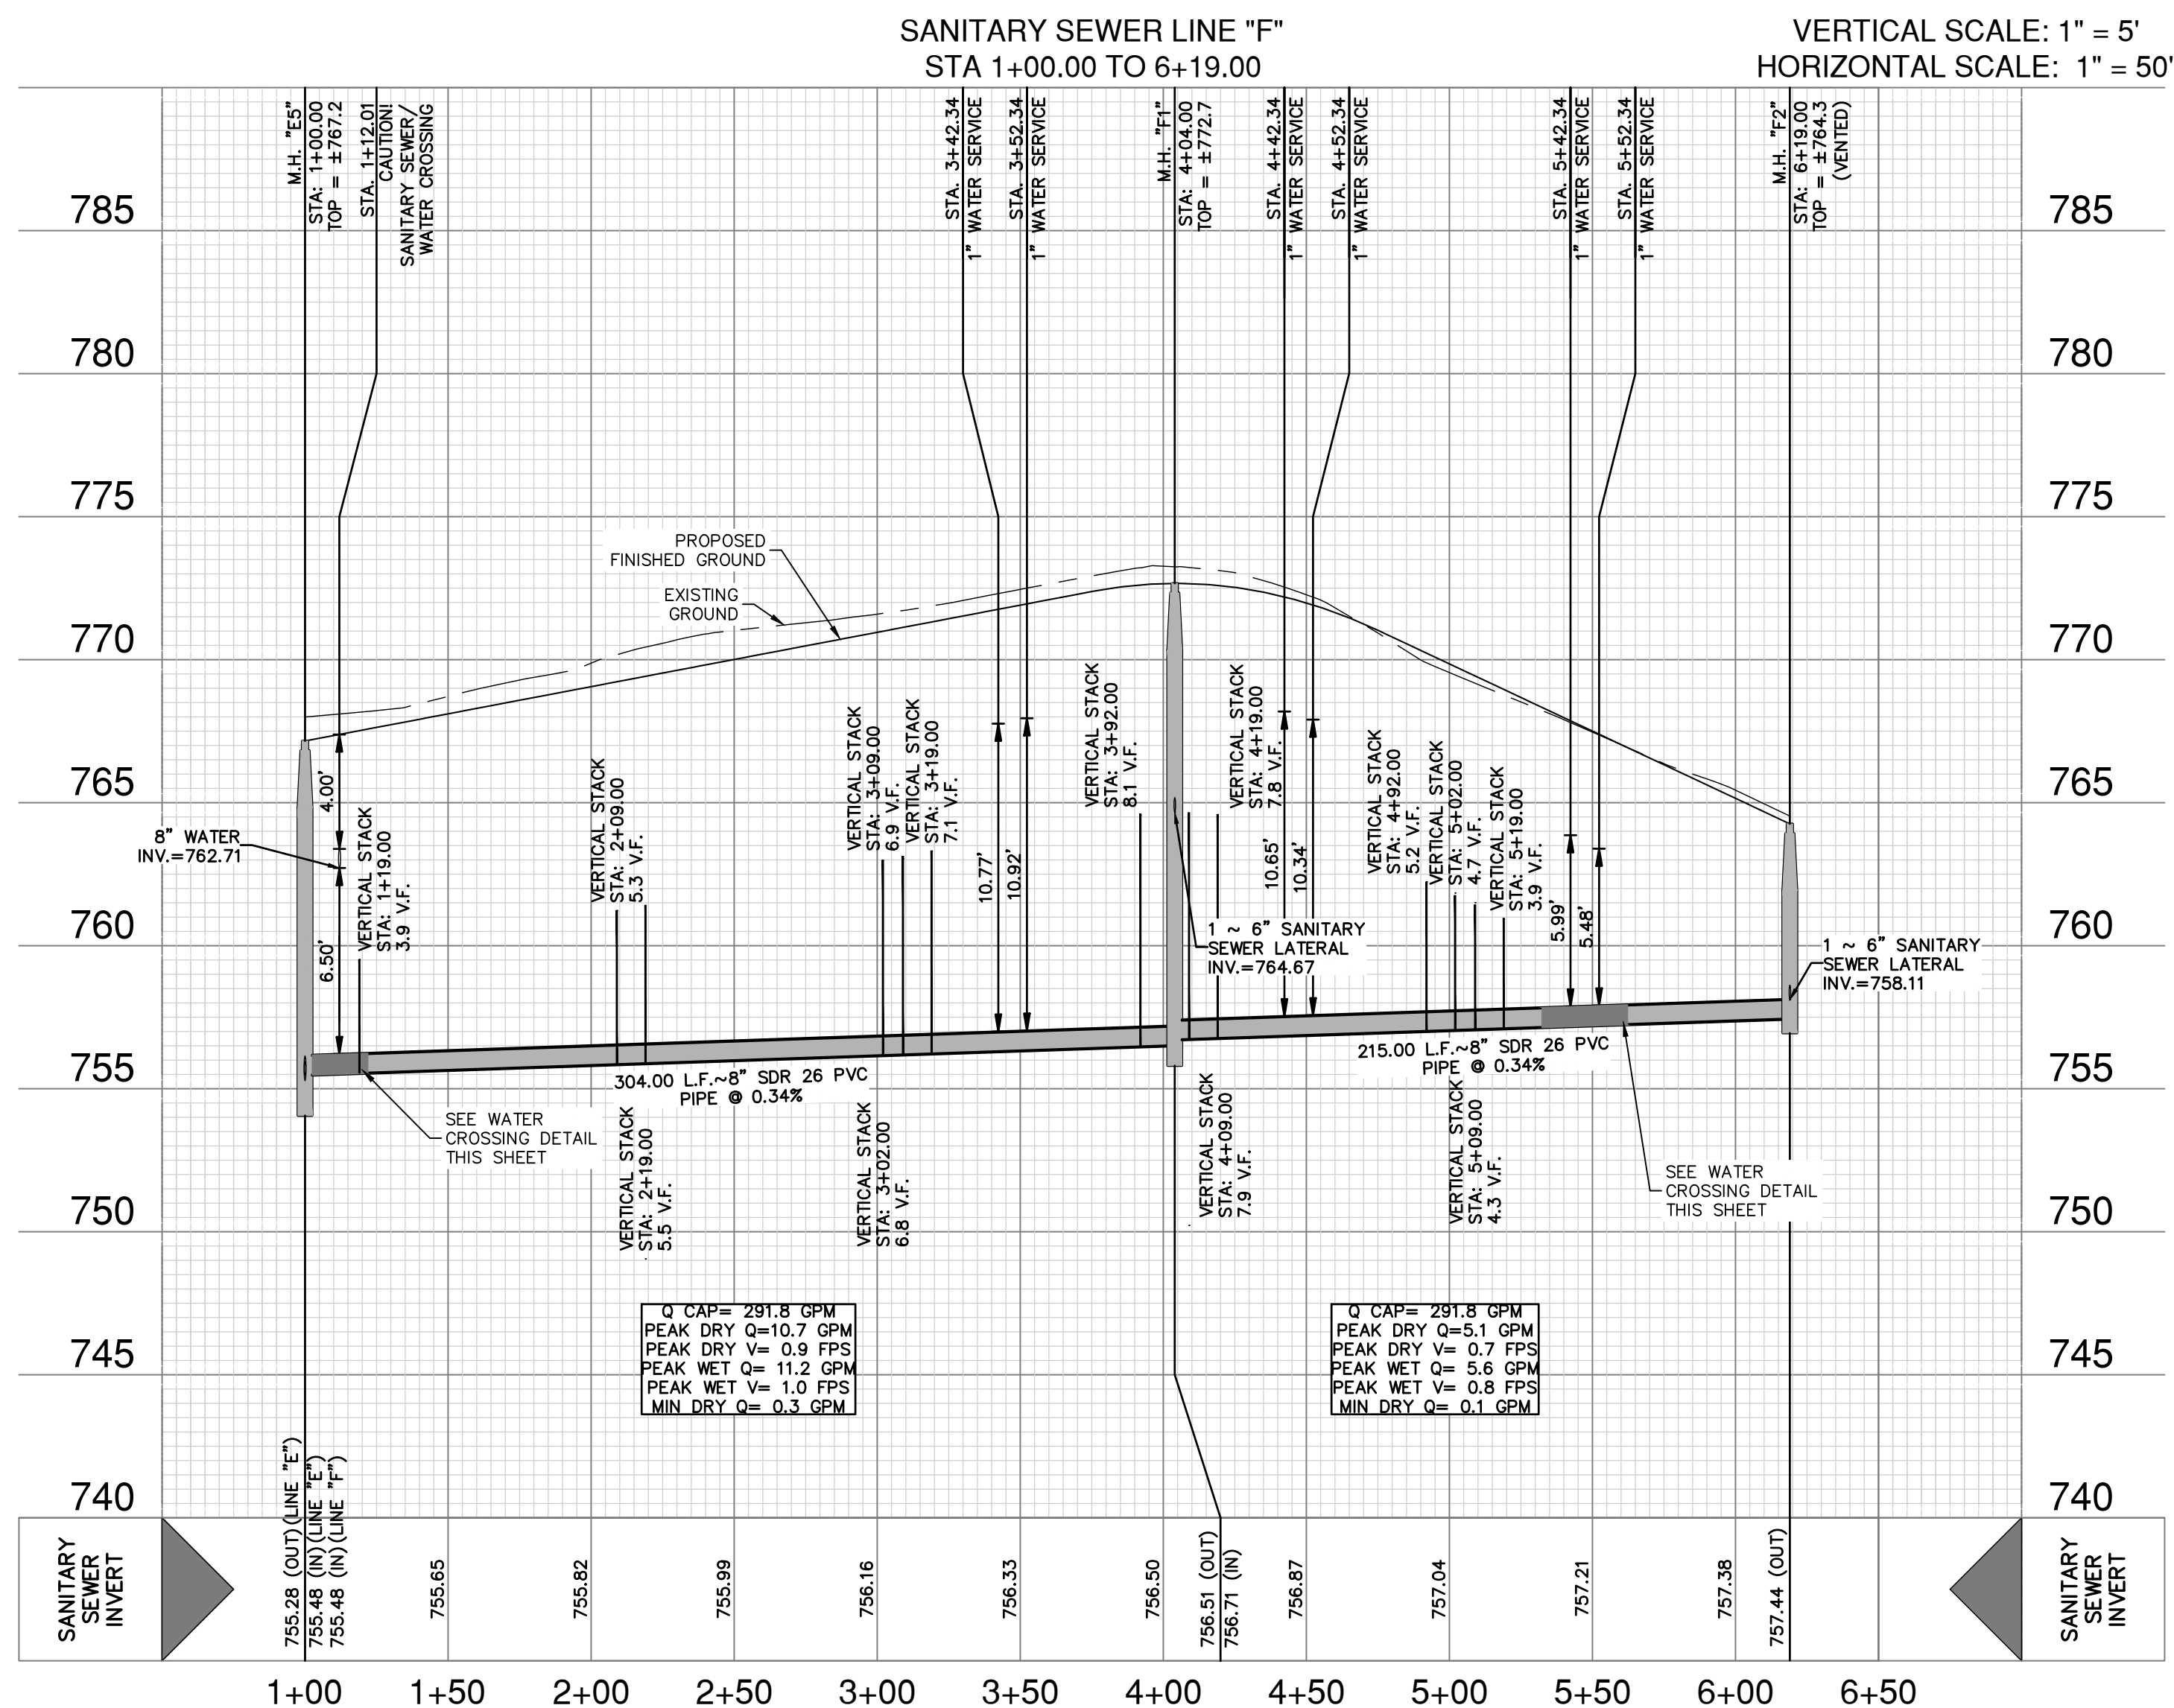 SANITARY SEWER LINE "F"
STA 1+00.00 TO 6+19.00
VERTICAL SCALE: 1" = 5'
HORIZONTAL SCALE: 1" = 50'
M.H. "E5"
STA: 1+00.00
TOP = ±767.2
STA. 1+12.01
CAUTION!
SANITARY SEWER/
WATER CROSSING
STA. 3+42.34
1" WATER SERVICE
STA. 3+52.34
1" WATER SERVICE
M.H. "F1"
STA: 4+04.00
TOP = ±772.7
STA. 4+42.34
1" WATER SERVICE
STA. 4+52.34
1" WATER SERVICE
STA. 5+42.34
1" WATER SERVICE
STA. 5+52.34
1" WATER SERVICE
M.H. "F2"
STA: 6+19.00
TOP = ±764.3
(VENTED)
785
785
780
780
775
775
770
770
765
765
760
760
755
755
750
750
745
745
740
740
PROPOSED
FINISHED GROUND
EXISTING
GROUND
4.00'
8" WATER
INV.=762.71
6.50'
VERTICAL STACK
STA: 1+19.00
3.9 V.F.
VERTICAL STACK
STA: 2+09.00
5.3 V.F.
VERTICAL STACK
STA: 3+09.00
6.9 V.F.
VERTICAL STACK
STA: 3+19.00
7.1 V.F.
10.77'
10.92'
VERTICAL STACK
STA: 3+92.00
8.1 V.F.
VERTICAL STACK
STA: 4+19.00
7.8 V.F.
10.65'
10.34'
1 ~ 6" SANITARY
SEWER LATERAL
INV.=764.67
VERTICAL STACK
STA: 4+92.00
5.2 V.F.
VERTICAL STACK
STA: 5+02.00
4.7 V.F.
VERTICAL STACK
STA: 5+19.00
3.9 V.F.
5.99'
5.48'
1 ~ 6" SANITARY
SEWER LATERAL
INV.=758.11
304.00 L.F.~8" SDR 26 PVC
PIPE @ 0.34%
215.00 L.F.~8" SDR 26 PVC
PIPE @ 0.34%
SEE WATER
CROSSING DETAIL
THIS SHEET
VERTICAL STACK
STA: 2+19.00
5.5 V.F.
VERTICAL STACK
STA: 3+02.00
6.8 V.F.
VERTICAL STACK
STA: 4+09.00
7.9 V.F.
VERTICAL STACK
STA: 5+09.00
4.3 V.F.
SEE WATER
CROSSING DETAIL
THIS SHEET
Q CAP= 291.8 GPM
PEAK DRY Q=10.7 GPM
PEAK DRY V= 0.9 FPS
PEAK WET Q= 11.2 GPM
PEAK WET V= 1.0 FPS
MIN DRY Q= 0.3 GPM
Q CAP= 291.8 GPM
PEAK DRY Q=5.1 GPM
PEAK DRY V= 0.7 FPS
PEAK WET Q= 5.6 GPM
PEAK WET V= 0.8 FPS
MIN DRY Q= 0.1 GPM
SANITARY
SEWER
INVERT
755.28 (OUT)(LINE "E")
755.48 (IN)(LINE "E")
755.48 (IN)(LINE "F")
755.65
755.82
755.99
756.16
756.33
756.50
756.51 (OUT)
756.71 (IN)
756.87
757.04
757.21
757.38
757.44 (OUT)
SANITARY
SEWER
INVERT
1+00
1+50
2+00
2+50
3+00
3+50
4+00
4+50
5+00
5+50
6+00
6+50